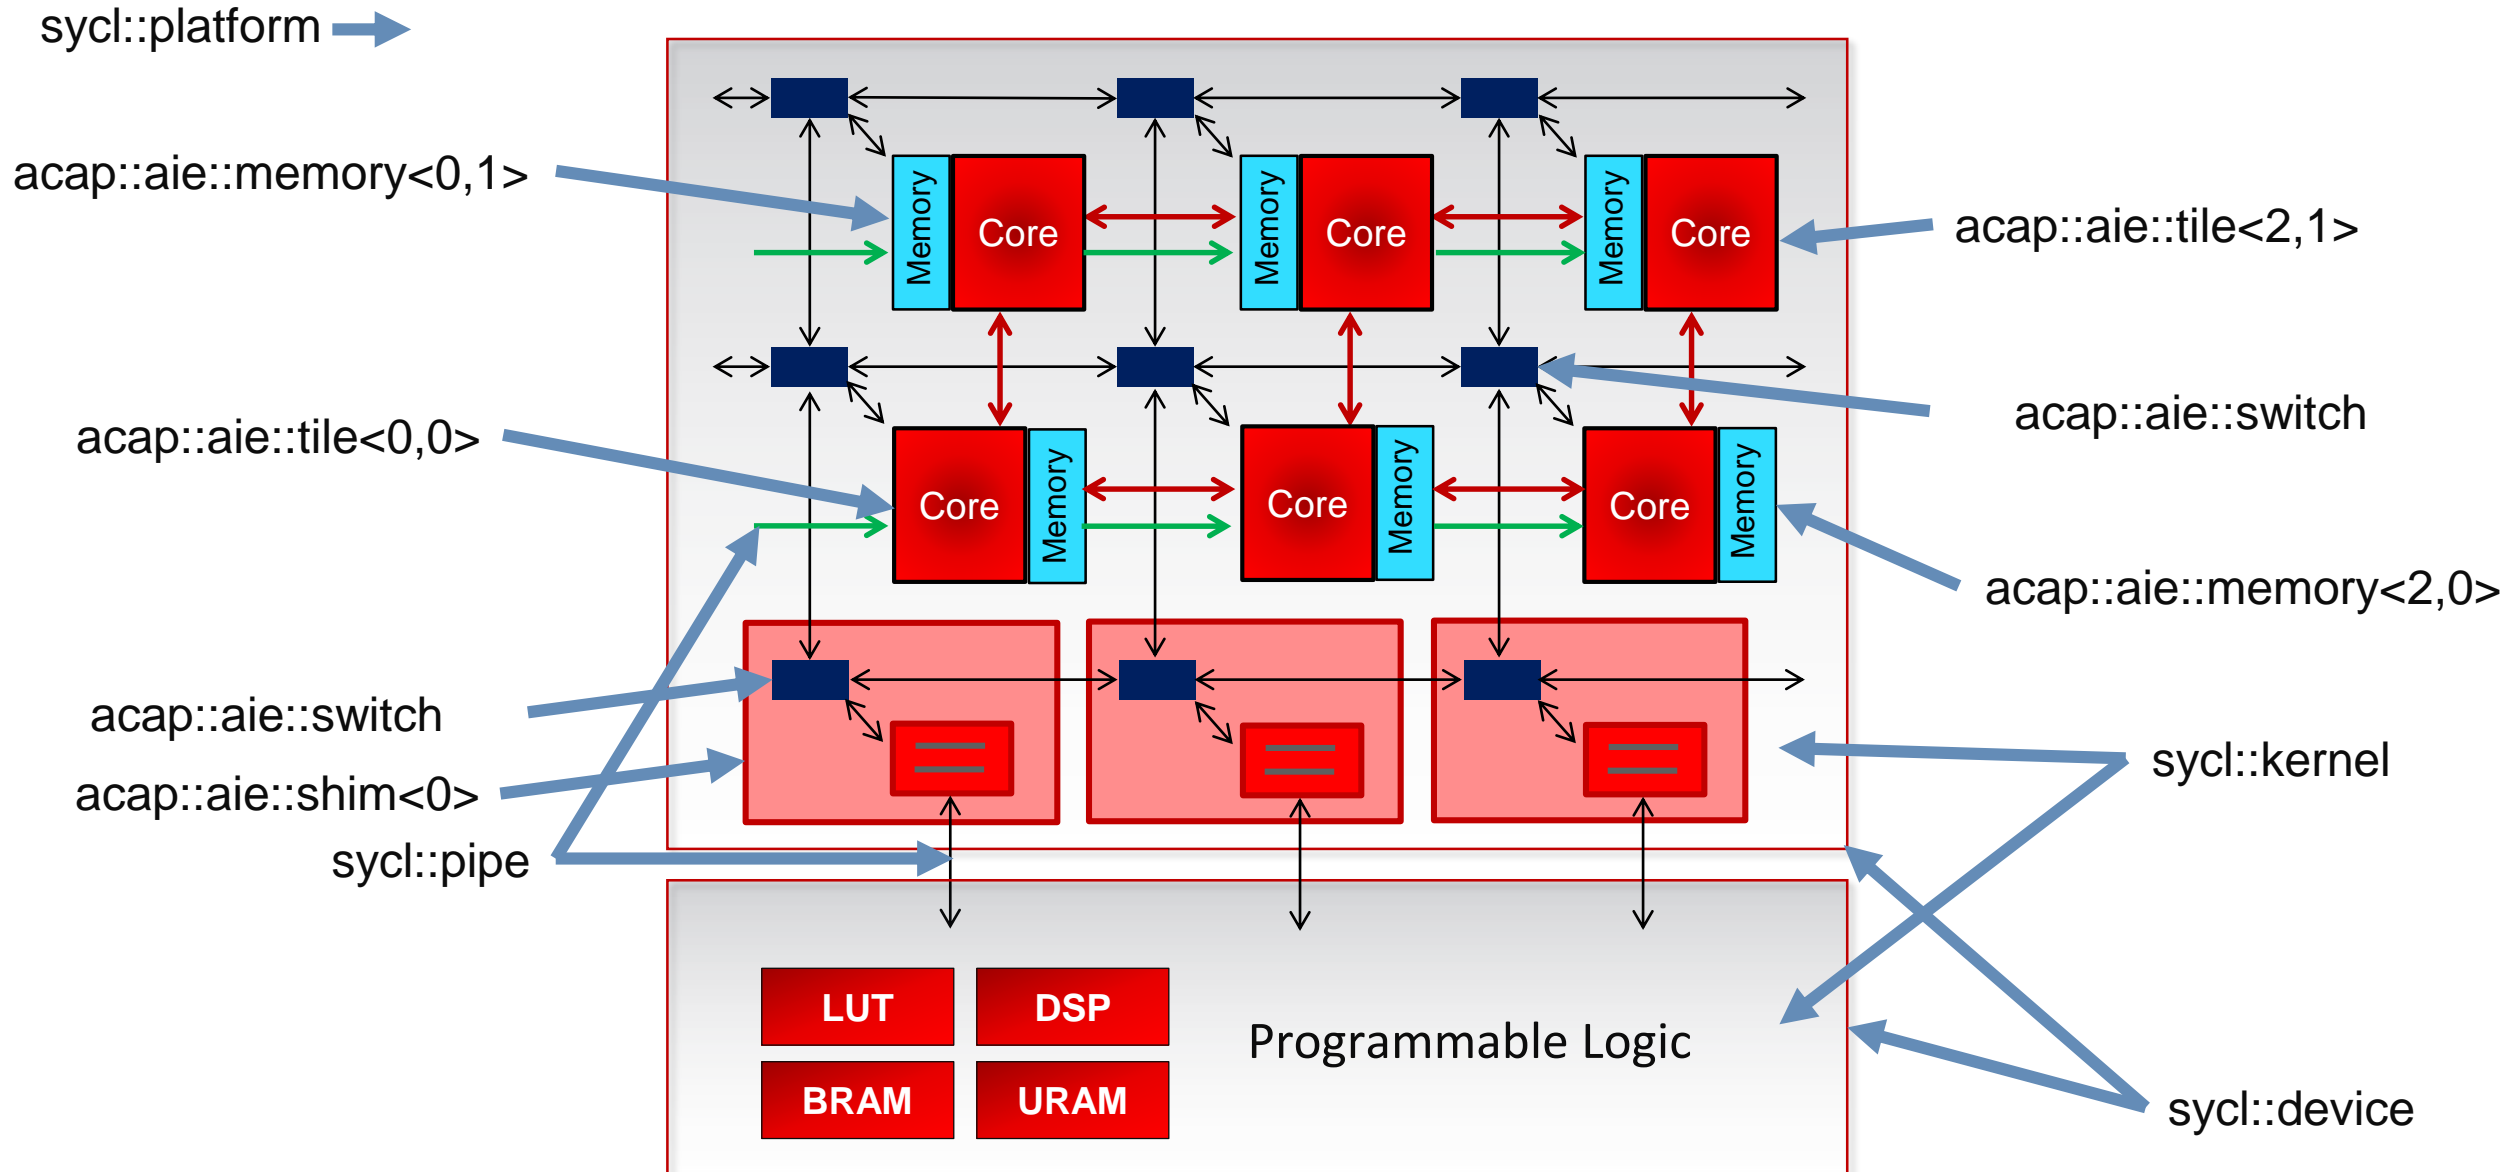 sycl::platform
acap::aie::memory<0,1>
Memory
Core
Memory
Core
Memory
Core
acap::aie::tile<2,1>
acap::aie::switch
acap::aie::tile<0,0>
Core
Memory
Core
Memory
Core
Memory
acap::aie::memory<2,0>
acap::aie::switch
acap::aie::shim<0>
sycl::kernel
sycl::pipe
LUT
DSP
Programmable Logic
BRAM
URAM
sycl::device